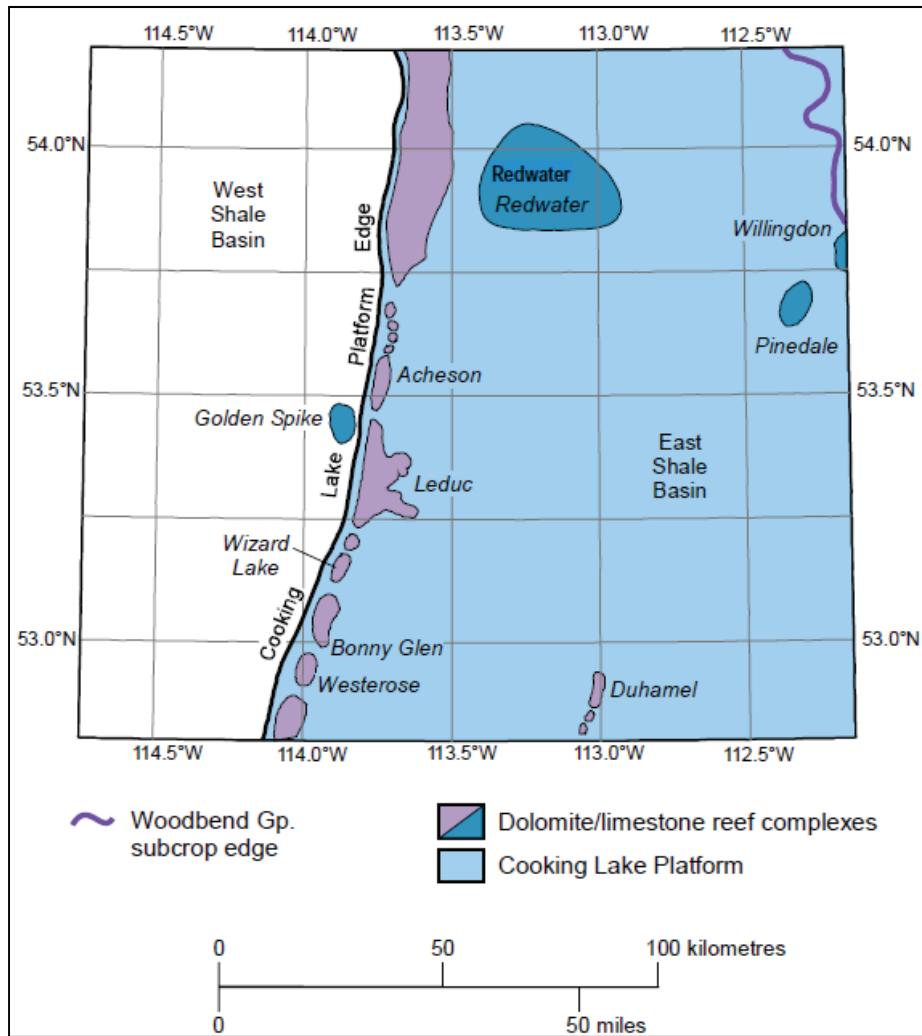 114.5°W
114.0°W
113.5°W
113.0°W
112.5°W
54.0°N
54.0°N
West
Shale
Basin
Edge
Redwater
Redwater
Willingdon
Platform
Pinedale
Acheson
53.5°N
53.5°N
Golden Spike
East
Shale
Basin
Lake
Leduc
Wizard
Lake
Cooking
53.0°N
53.0°N
Bonny Glen
Westerose
Duhamel
114.5°W
114.0°W
113.5°W
113.0°W
112.5°W
Woodbend Gp.
subcrop edge
Dolomite/limestone reef complexes
Cooking Lake Platform
0
50
100 kilometres
0
50 miles